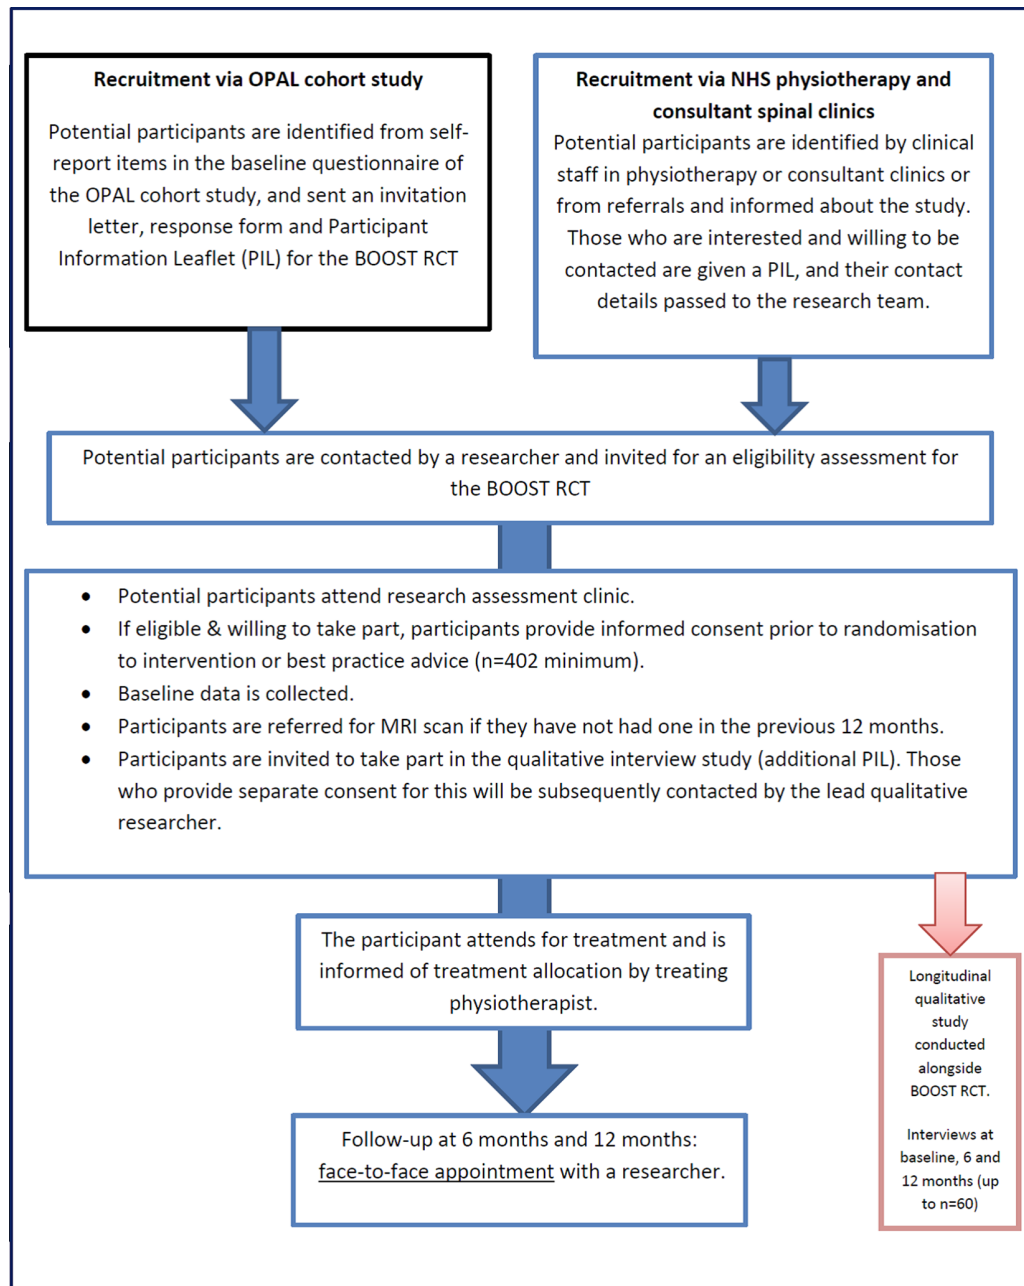 Recruitment via OPAL cohort study
Potential participants are identified from self-
report items in the baseline questionnaire of
the OPAL cohort study, and sent an invitation
letter, response form and Participant
Information Leaflet (PIL) for the BOOST RCT
Recruitment via NHS physiotherapy and
consultant spinal clinics
Potential participants are identified by clinical
staff in physiotherapy or consultant clinics or
from referrals and informed about the study.
Those who are interested and willing to be
contacted are given a PIL, and their contact
details passed to the research team.
Potential participants are contacted by a researcher and invited for an eligibility assessment for
the BOOST RCT
• Potential participants attend research assessment clinic.
• If eligible & willing to take part, participants provide informed consent prior to randomisation
to intervention or best practice advice (n=402 minimum).
• Baseline data is collected.
• Participants are referred for MRI scan if they have not had one in the previous 12 months.
• Participants are invited to take part in the qualitative interview study (additional PIL). Those
who provide separate consent for this will be subsequently contacted by the lead qualitative
researcher.
The participant attends for treatment and is
informed of treatment allocation by treating
physiotherapist.
Follow-up at 6 months and 12 months:
face-to-face appointment with a researcher.
Longitudinal
qualitative
study
conducted
alongside
BOOST RCT.
Interviews at
baseline, 6 and
12 months (up
to n=60)